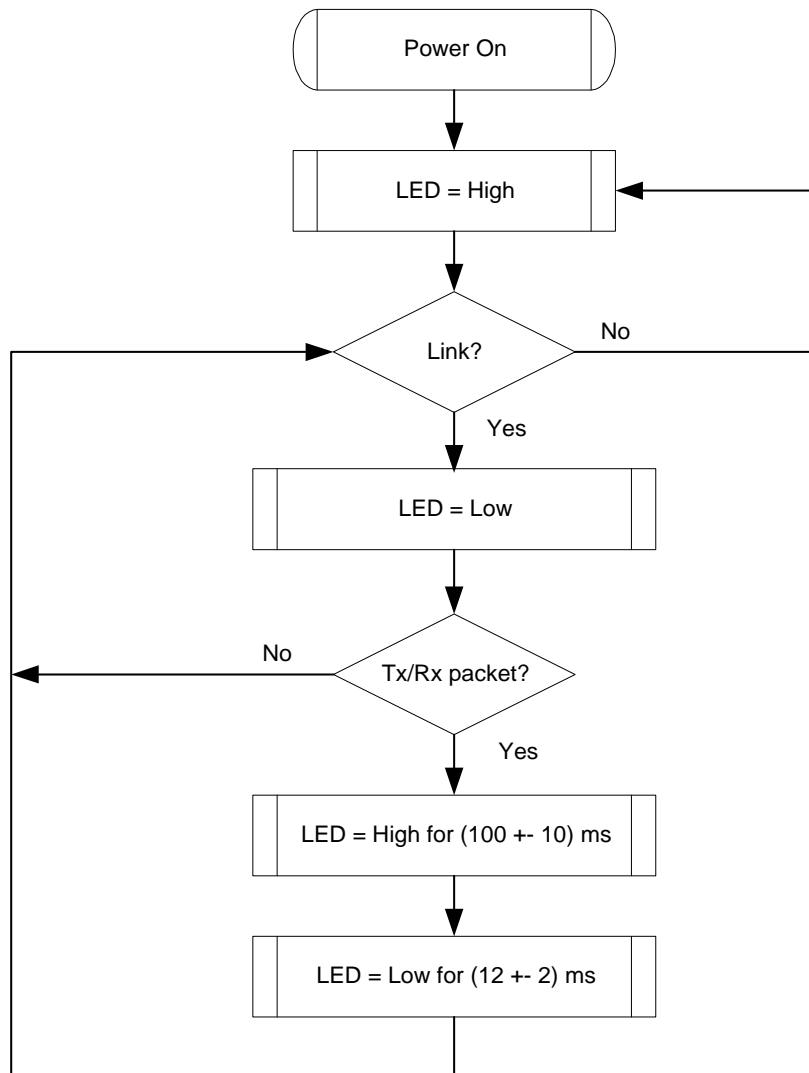 Power On
LED = High
Link?
No
Yes
LED = Low
No
Tx/Rx packet?
Yes
LED = High for (100 +- 10) ms
LED = Low for (12 +- 2) ms